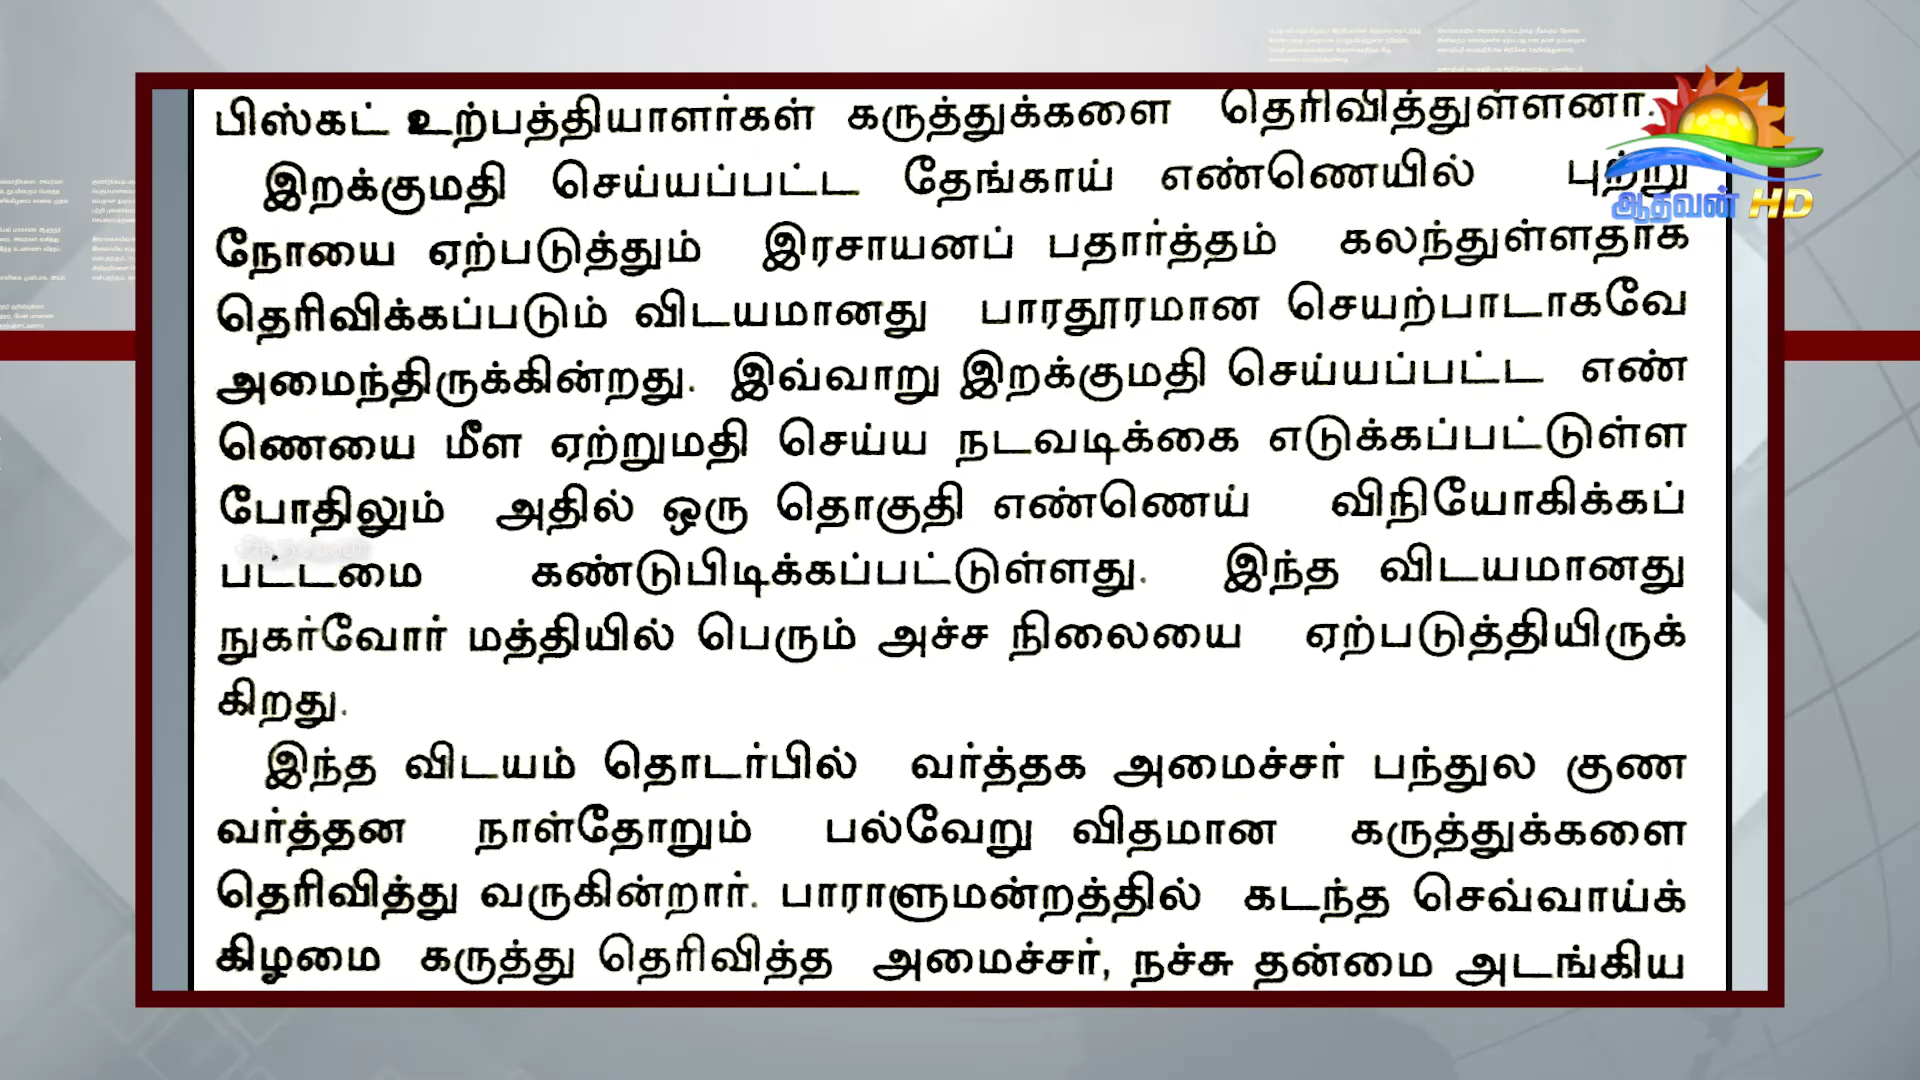 பிஸ்கட் உற்பத்தியாளர்கள் கருத்துக்களை தெரிவித்துள்ளனர்.
இறக்குமதி செய்யப்பட்ட தேங்காய் எண்ணெயில் புற்று
நோயை ஏற்படுத்தும் இரசாயனப் பதார்த்தம் கலந்துள்ளதாக
தெரிவிக்கப்படும் விடயமானது பாரதூரமான செயற்பாடாகவே
அமைந்திருக்கின்றது. இவ்வாறு இறக்குமதி செய்யப்பட்ட எண்
ணெயை மீள ஏற்றுமதி செய்ய நடவடிக்கை எடுக்கப்பட்டுள்ள
போதிலும் அதில் ஒரு தொகுதி எண்ணெய் விநியோகிக்கப்
பட்டமை கண்டுபிடிக்கப்பட்டுள்ளது. இந்த விடயமானது
நுகர்வோர் மத்தியில் பெரும் அச்ச நிலையை ஏற்படுத்தியிருக்
கிறது.
இந்த விடயம் தொடர்பில் வர்த்தக அமைச்சர் பந்துல குண
வர்த்தன நாள்தோறும் பல்வேறு விதமான கருத்துக்களை
தெரிவித்து வருகின்றார். பாராளுமன்றத்தில் கடந்த செவ்வாய்க்
கிழமை கருத்து தெரிவித்த அமைச்சர், நச்சு தன்மை அடங்கிய
ஆதவன் HD